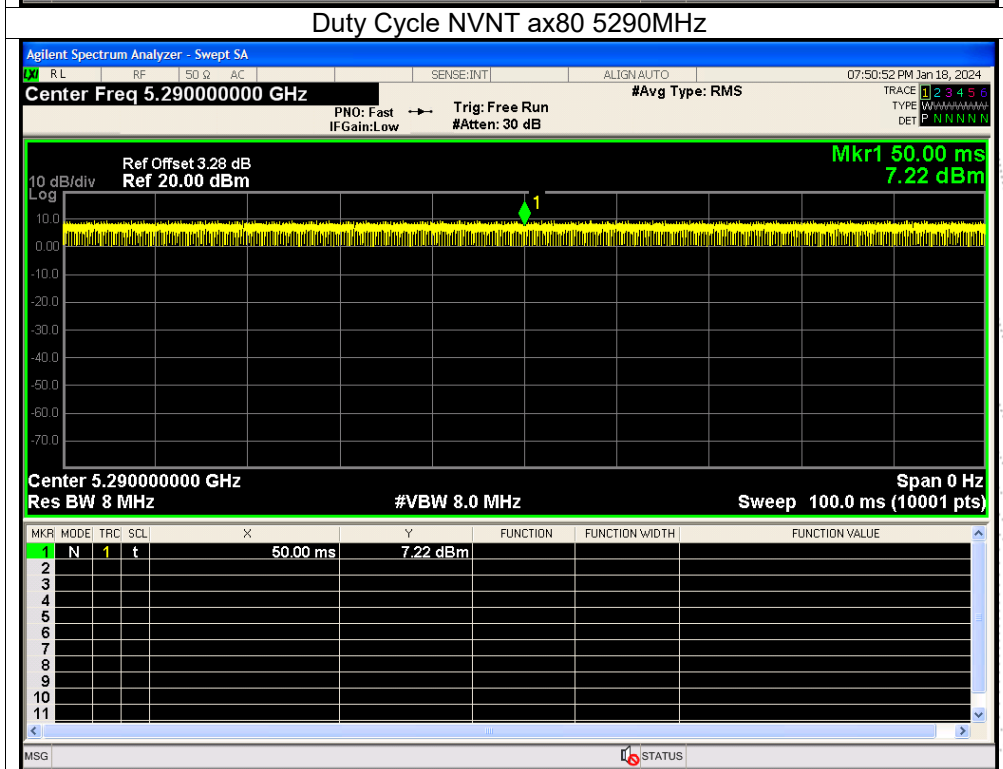 Duty Cycle NVNT ax80 5290MHz
Agilent Spectrum Analyzer - Swept SA
LXI RL RF 50 Ω AC SENSE:INT ALIGN AUTO 07:50:52 PM Jan 18, 2024
Center Freq 5.290000000 GHz #Avg Type: RMS TRACE 1 2 3 4 5 6
PNO: Fast Trig: Free Run TYPE WWWWWW
IFGain:Low #Atten: 30 dB DET P N N N N N
Mkr1 50.00 ms
Ref Offset 3.28 dB
10 dB/div Ref 20.00 dBm 7.22 dBm
Log
1
10.0
0.00
-10.0
-20.0
-30.0
-40.0
-50.0
-60.0
-70.0
Center 5.290000000 GHz Span 0 Hz
Res BW 8 MHz #VBW 8.0 MHz Sweep 100.0 ms (10001 pts)
MKR MODE TRC SCL X Y FUNCTION FUNCTION WIDTH FUNCTION VALUE
1 N 1 t 50.00 ms 7.22 dBm
2
3
4
5
6
7
8
9
10
11
MSG STATUS